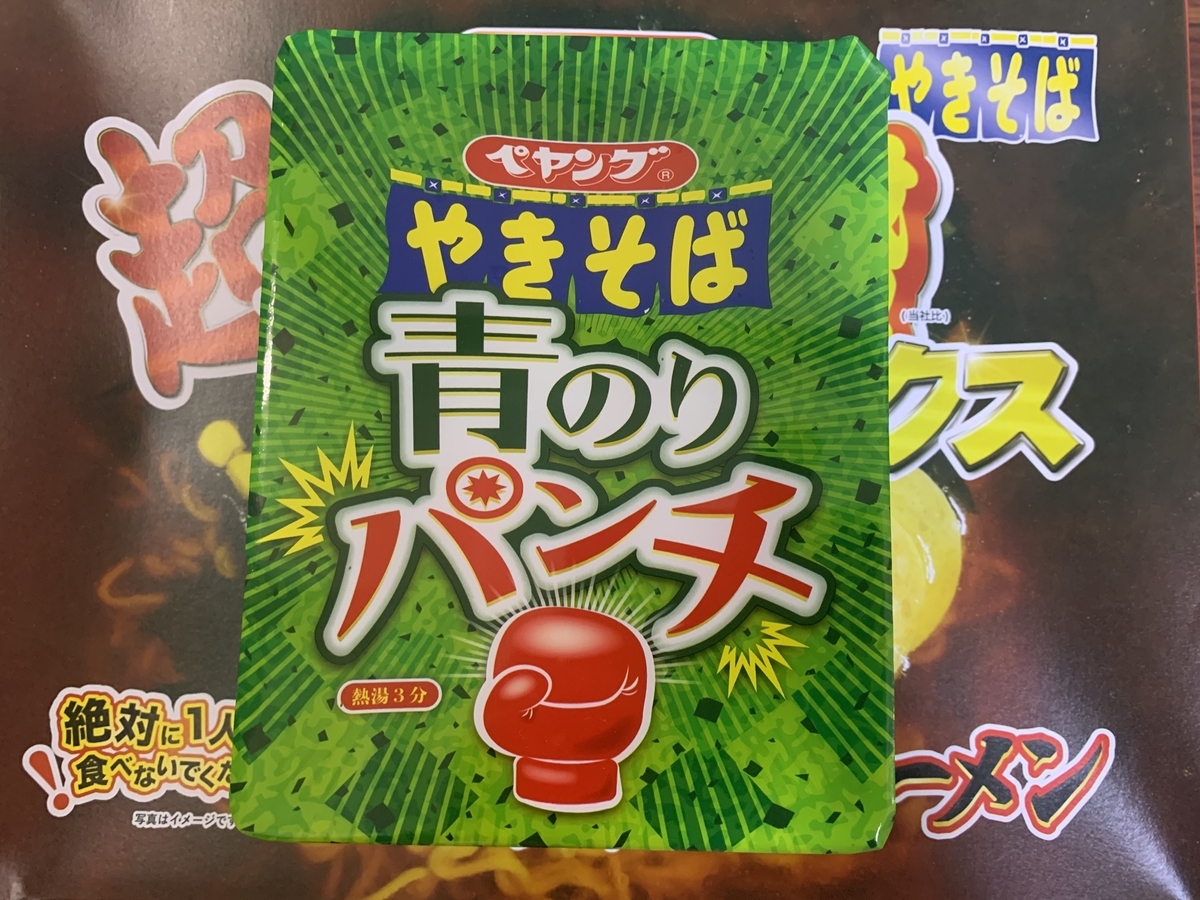 ペヤング®
やきそば
青のり
パンチ
熱湯3分
やきそば
超
(当社比)
クス
絶対に1人
食べないでくだ
写真はイメージです
ーメン